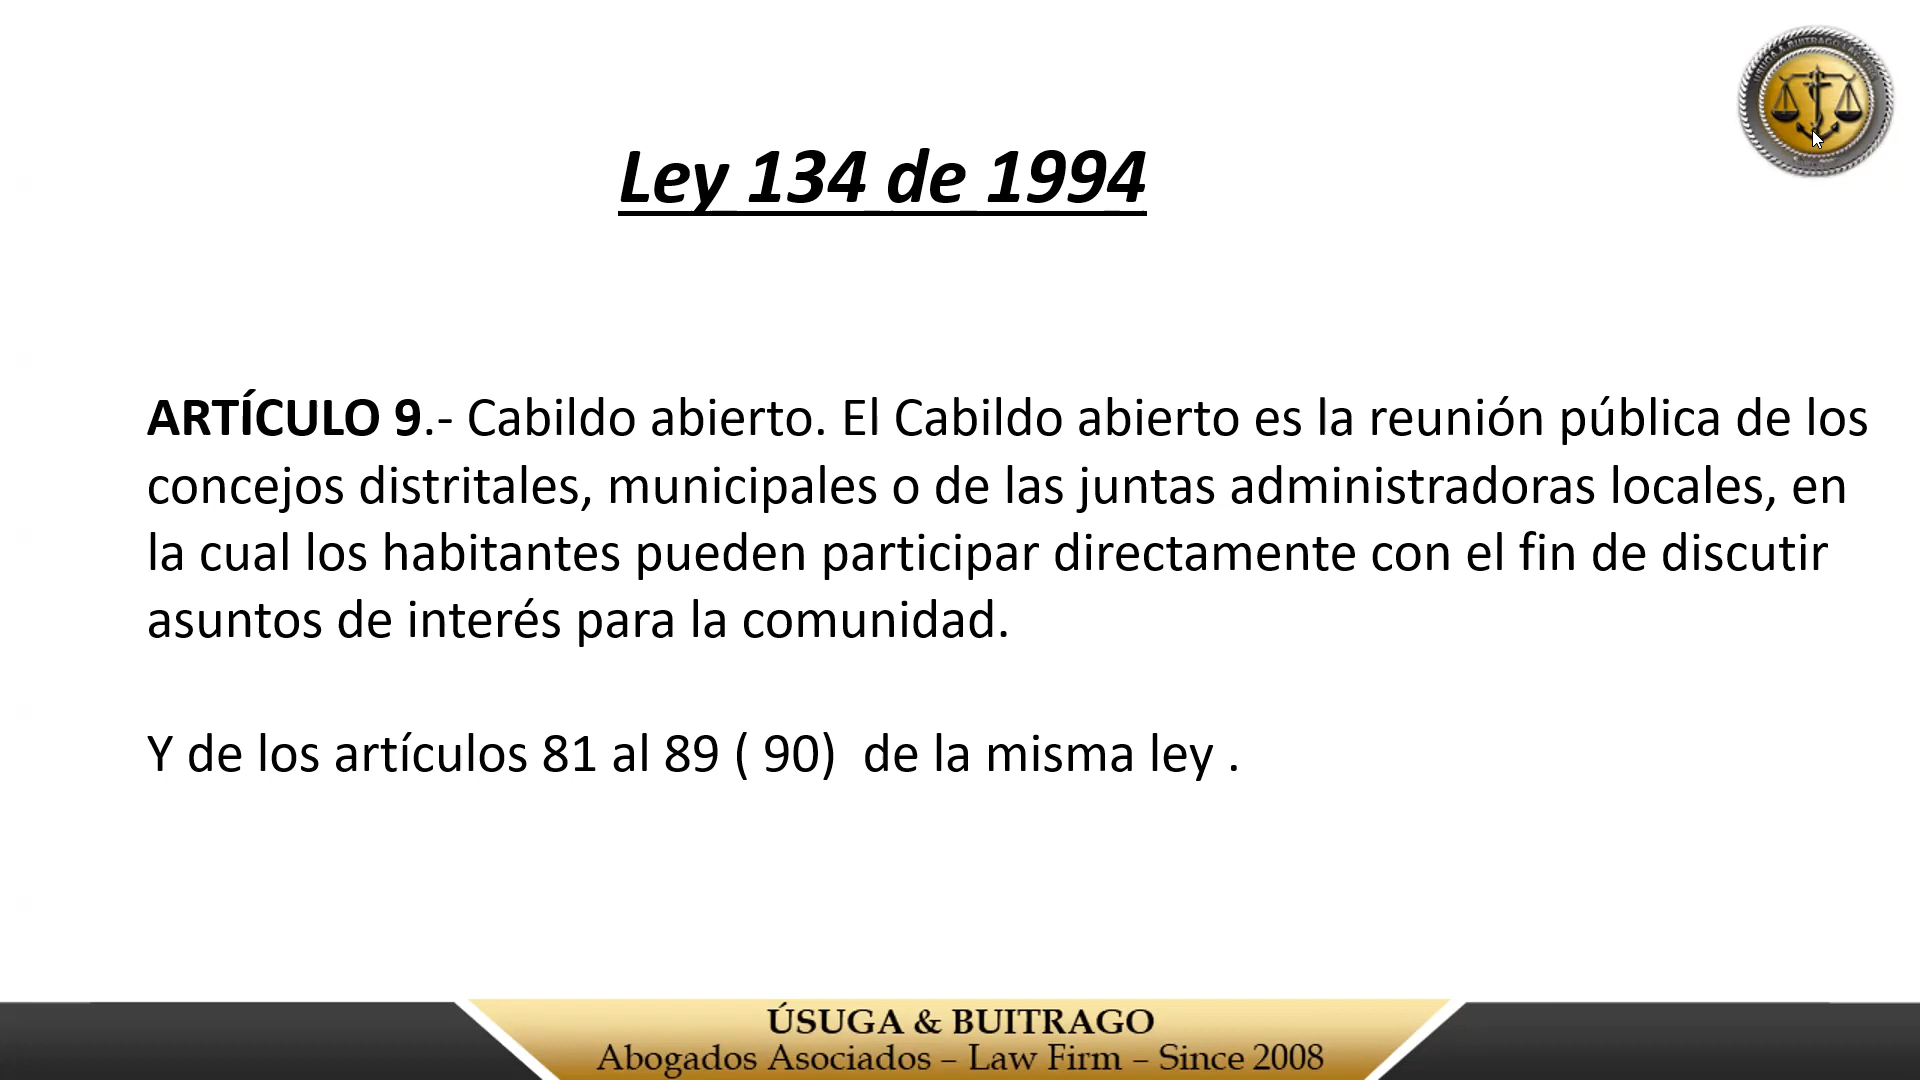 Ley 134 de 1994
ARTÍCULO 9.- Cabildo abierto. El Cabildo abierto es la reunión pública de los
concejos distritales, municipales o de las juntas administradoras locales, en
la cual los habitantes pueden participar directamente con el fin de discutir
asuntos de interés para la comunidad.
Y de los artículos 81 al 89 ( 90)  de la misma ley .
ÚSUGA & BUITRAGO
Abogados Asociados – Law Firm – Since 2008